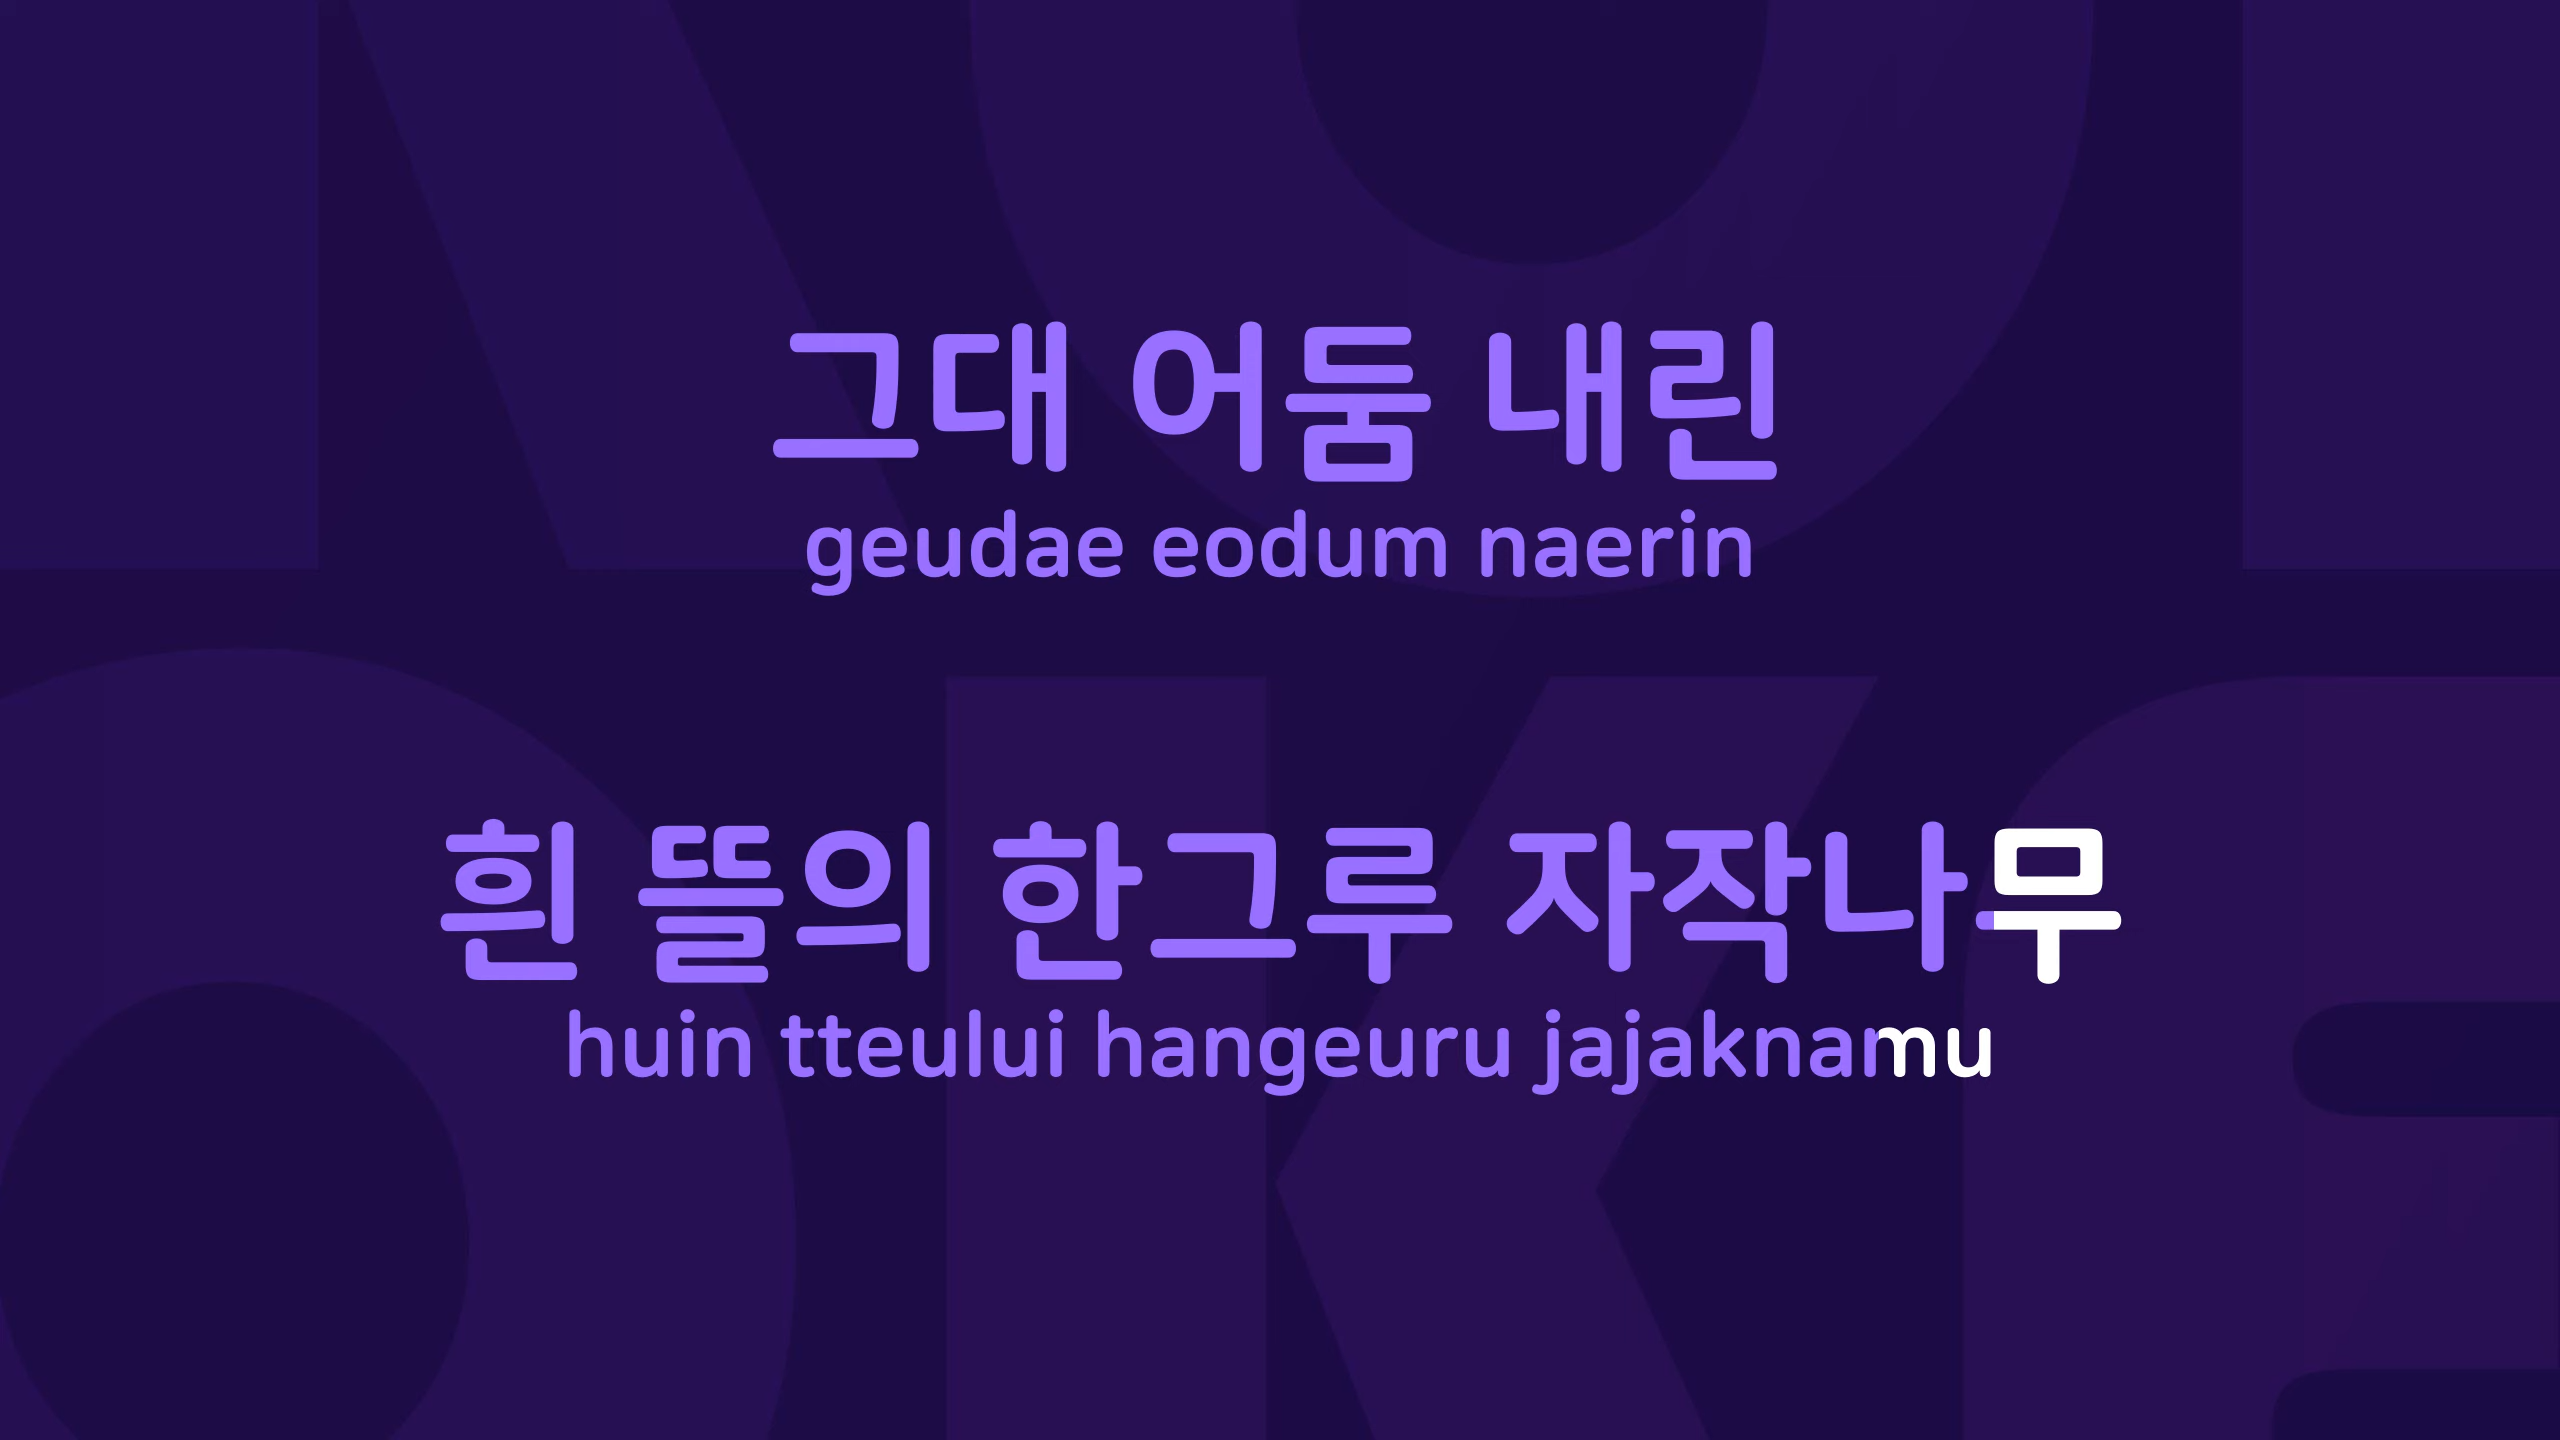 그대 어둠 내린
geudae eodum naerin
흰 뜰의 한그루 자작나무
huin tteului hangeuru jajaknamu